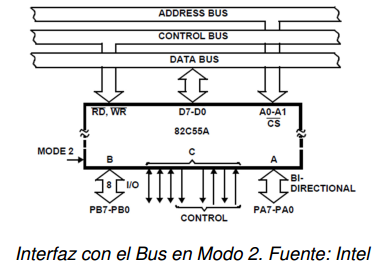 ADDRESS BUS
CONTROL BUS
DATA BUS
RD, WR D7-D0 A0-A1
CS
82C55A
MODE 2
B C A
8 I/O BI-
DIRECTIONAL
PB7-PB0 CONTROL PA7-PA0
Interfaz con el Bus en Modo 2. Fuente: Intel